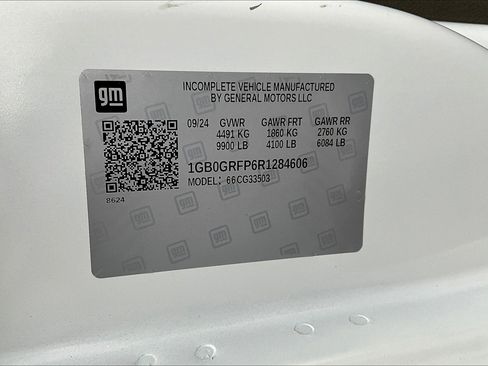 gm
INCOMPLETE VEHICLE MANUFACTURED
BY GENERAL MOTORS LLC
09/24 GVWR GAWR FRT GAWR RR
4491 KG 1860 KG 2760 KG
9900 LB 4100 LB 6084 LB
1GB0GRFP6R1284606
MODEL: 66CG33503
8624